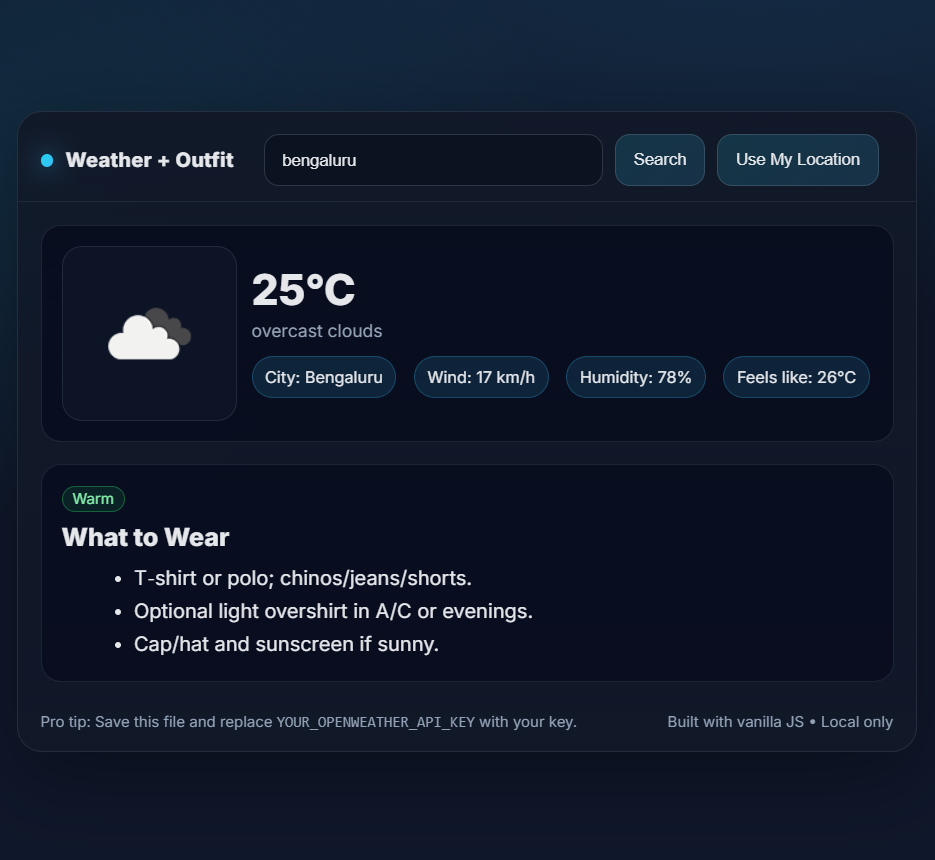 Weather + Outfit
bengaluru
Search
Use My Location
25°C
overcast clouds
City: Bengaluru
Wind: 17 km/h
Humidity: 78%
Feels like: 26°C
Warm
What to Wear
• T-shirt or polo; chinos/jeans/shorts.
• Optional light overshirt in A/C or evenings.
• Cap/hat and sunscreen if sunny.
Pro tip: Save this file and replace YOUR_OPENWEATHER_API_KEY with your key.
Built with vanilla JS • Local only